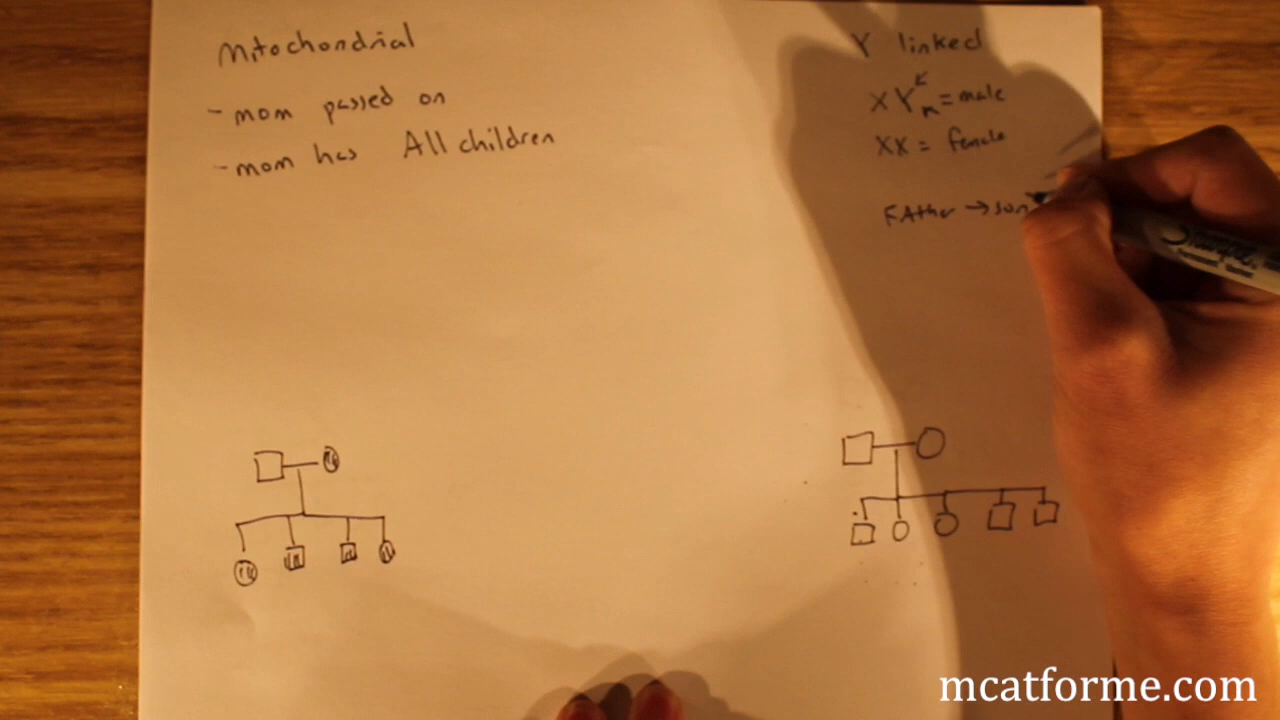 Mitochondrial
- mom passed on
- mom has All children
Y linked
XY m = male
XX = female
FAther → son
mcatforme.com